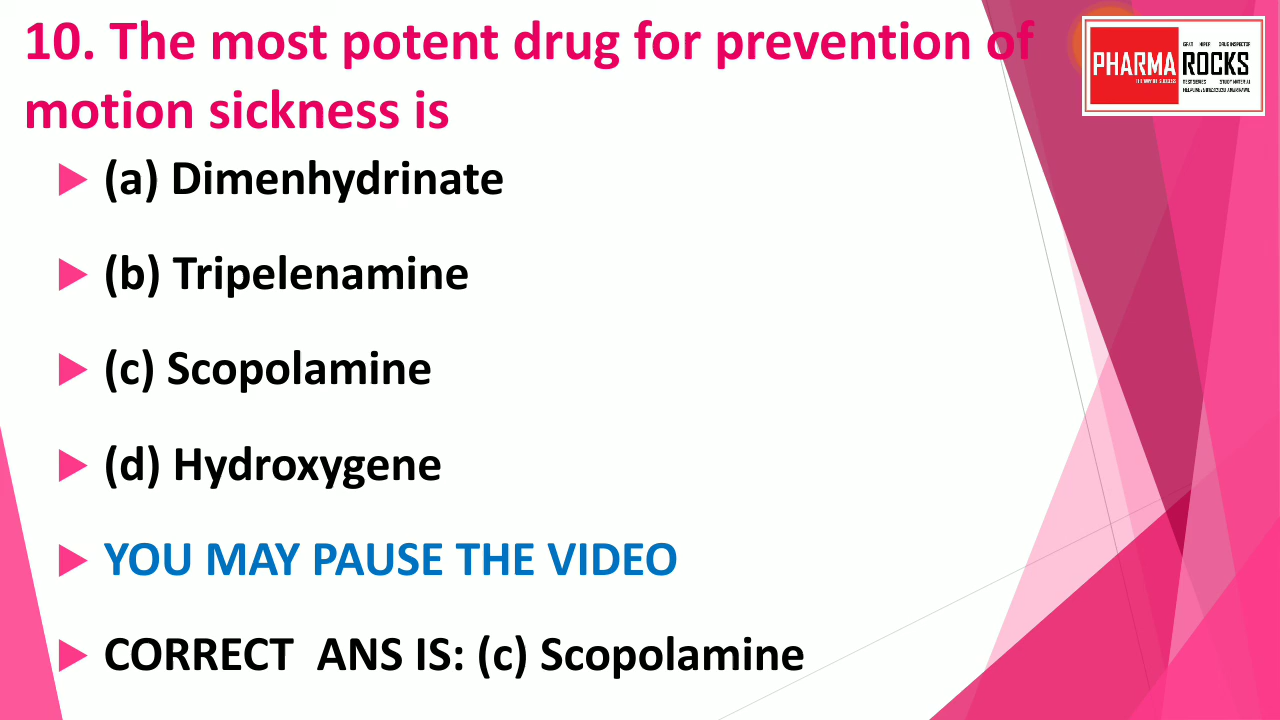 10. The most potent drug for prevention of
motion sickness is
(a) Dimenhydrinate
(b) Tripelenamine
(c) Scopolamine
(d) Hydroxygene
YOU MAY PAUSE THE VIDEO
CORRECT ANS IS: (c) Scopolamine
PHARMA ROCKS